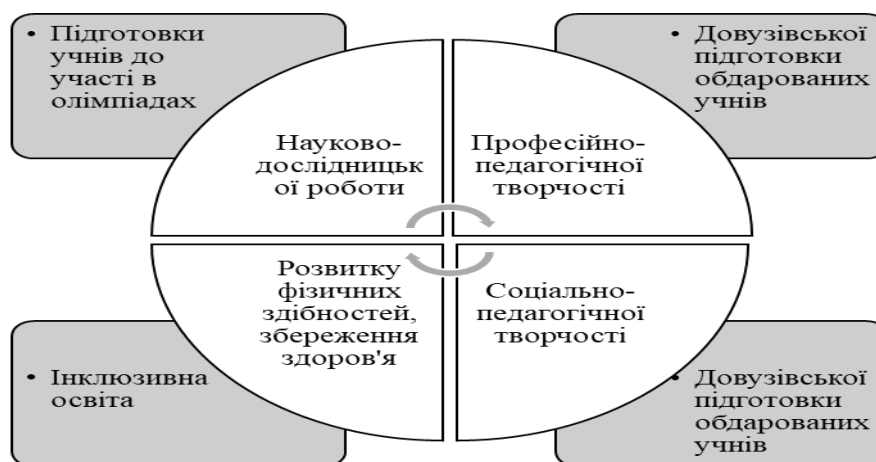 • Підготовки
учнів до
участі в
олімпіадах
• Довузівської
підготовки
обдарованих
учнів
Науково-
дослідницьк
ої роботи
Професійно-
педагогічної
творчості
Розвитку
фізичних
здібностей,
збереження
здоров'я
Соціально-
педагогічної
творчості
• Інклюзивна
освіта
• Довузівської
підготовки
обдарованих
учнів